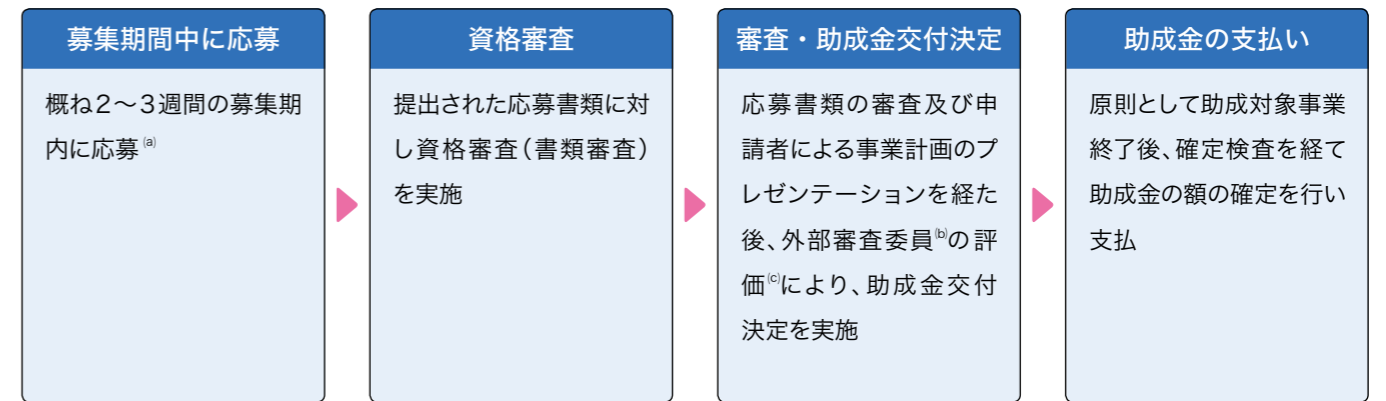 募集期間中に応募
概ね2〜3週間の募集期
内に応募(a)
資格審査
提出された応募書類に対
し資格審査(書類審査)
を実施
審査・助成金交付決定
応募書類の審査及び申
請者による事業計画のプ
レゼンテーションを経た
後、外部審査委員(b)の評
価(c)により、助成金交付
決定を実施
助成金の支払い
原則として助成対象事業
終了後、確定検査を経て
助成金の額の確定を行い
支払